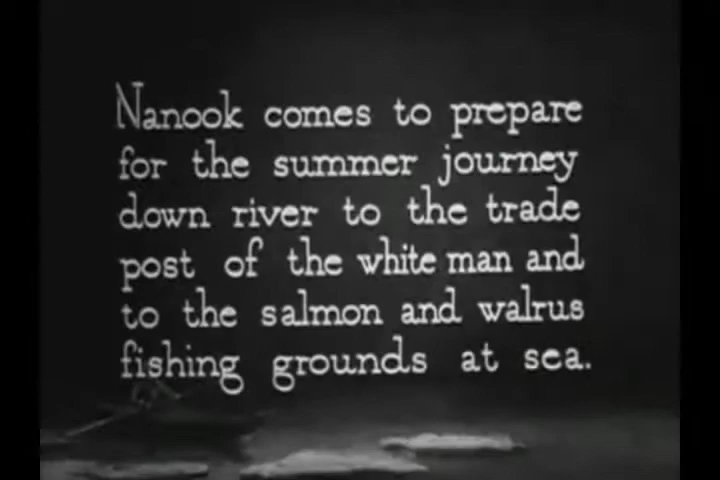 Nanook comes to prepare
for the summer journey
down river to the trade
post of the white man and
to the salmon and walrus
fishing grounds at sea.